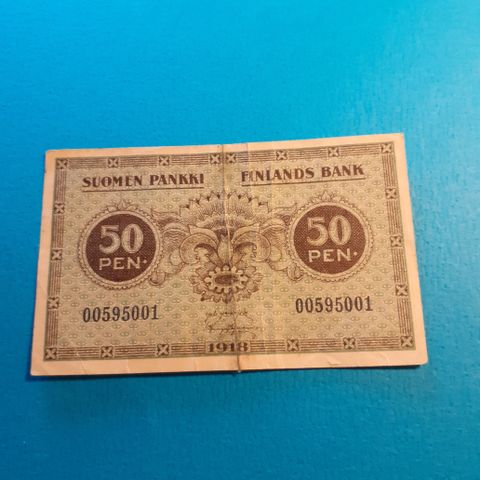 SUOMEN PANKKI FINLANDS BANK
50 50
PEN. PEN.
00595001 00595001
1918